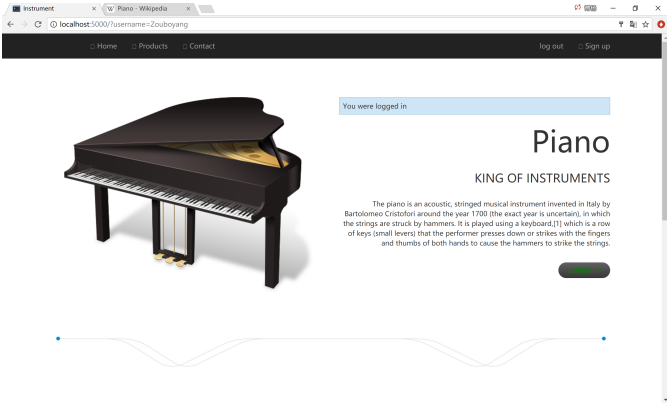 Instrument
Piano - Wikipedia
localhost:5000/?username=Zouboyang
Home Products Contact log out Sign up
You were logged in
Piano
KING OF INSTRUMENTS
The piano is an acoustic, stringed musical instrument invented in Italy by
Bartolomeo Cristofori around the year 1700 (the exact year is uncertain), in which
the strings are struck by hammers. It is played using a keyboard,[1] which is a row
of keys (small levers) that the performer presses down or strikes with the fingers
and thumbs of both hands to cause the hammers to strike the strings.